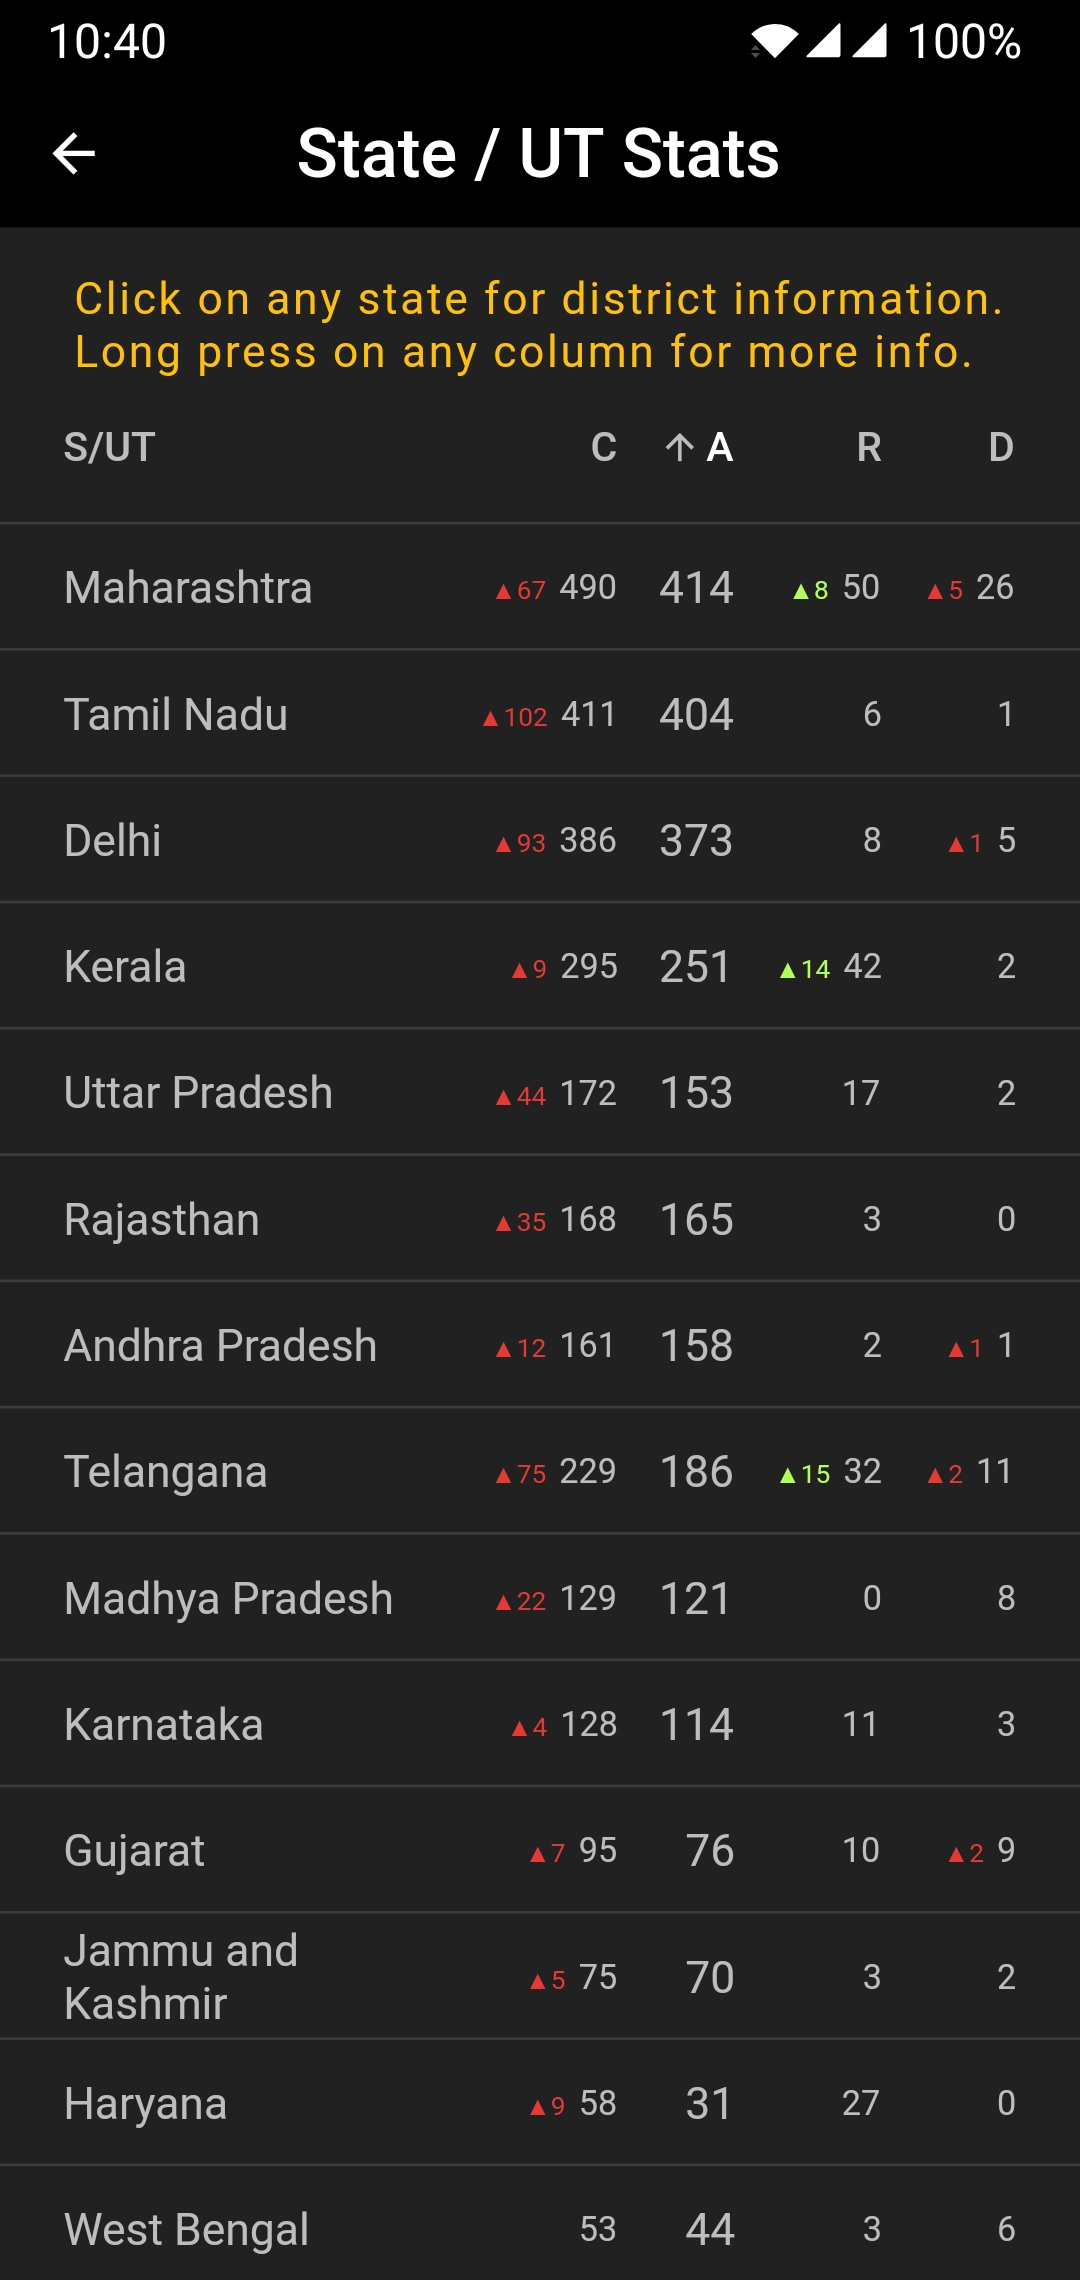 10:40 100%
State / UT Stats
Click on any state for district information.
Long press on any column for more info.
S/UT C ↑ A R D
Maharashtra ▲67 490 414 ▲8 50 ▲5 26
Tamil Nadu ▲102 411 404 6 1
Delhi ▲93 386 373 8 ▲1 5
Kerala ▲9 295 251 ▲14 42 2
Uttar Pradesh ▲44 172 153 17 2
Rajasthan ▲35 168 165 3 0
Andhra Pradesh ▲12 161 158 2 ▲1 1
Telangana ▲75 229 186 ▲15 32 ▲2 11
Madhya Pradesh ▲22 129 121 0 8
Karnataka ▲4 128 114 11 3
Gujarat ▲7 95 76 10 ▲2 9
Jammu and
Kashmir ▲5 75 70 3 2
Haryana ▲9 58 31 27 0
West Bengal 53 44 3 6